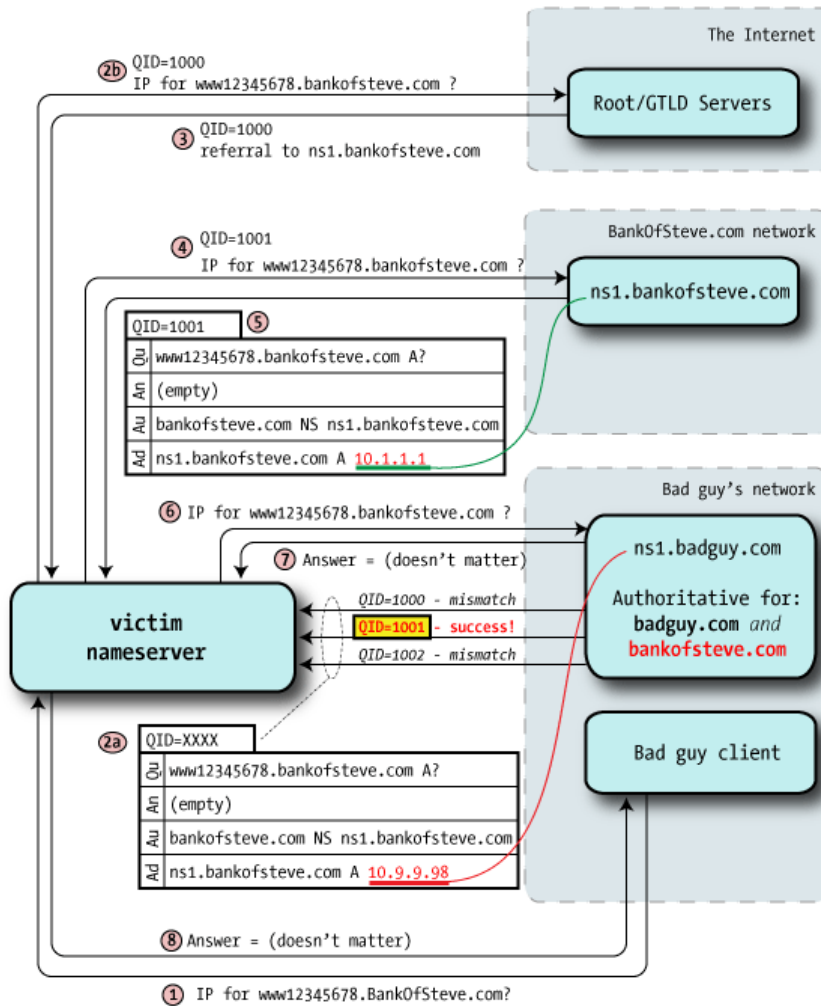 The Internet
2b QID=1000
IP for www12345678.bankofsteve.com ?
Root/GTLD Servers
3 QID=1000
referral to ns1.bankofsteve.com
BankOfSteve.com network
4 QID=1001
IP for www12345678.bankofsteve.com ?
ns1.bankofsteve.com
QID=1001 5
Qu www12345678.bankofsteve.com A?
An (empty)
Au bankofsteve.com NS ns1.bankofsteve.com
Ad ns1.bankofsteve.com A 10.1.1.1
Bad guy's network
6 IP for www12345678.bankofsteve.com ?
7 Answer = (doesn't matter)
ns1.badguy.com
Authoritative for:
badguy.com and
bankofsteve.com
QID=1000 - mismatch
QID=1001 - success!
QID=1002 - mismatch
victim
nameserver
2a QID=XXXX
Qu www12345678.bankofsteve.com A?
An (empty)
Au bankofsteve.com NS ns1.bankofsteve.com
Ad ns1.bankofsteve.com A 10.9.9.98
Bad guy client
8 Answer = (doesn't matter)
1 IP for www12345678.BankOfSteve.com?